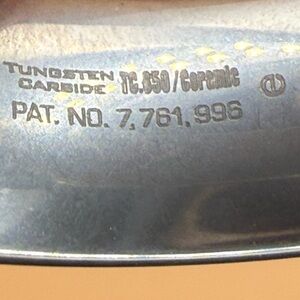 TUNGSTEN CARBIDE TC.850/Ceramic
PAT. NO. 7,761,996